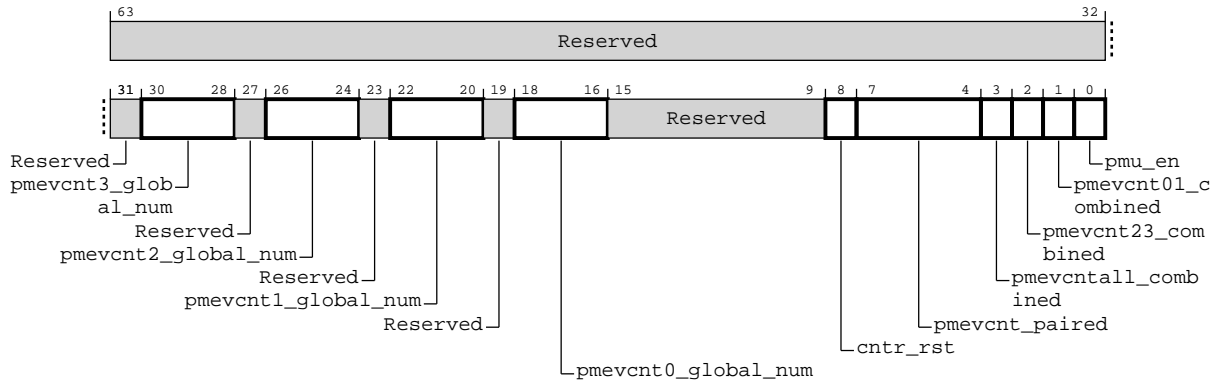 63 32
Reserved
31 30 28 27 26 24 23 22 20 19 18 16 15 9 8 7 4 3 2 1 0
Reserved
Reserved
pmevcnt3_glob
al_num
Reserved
pmevcnt2_global_num
Reserved
pmevcnt1_global_num
Reserved
pmevcnt0_global_num
cntr_rst
pmevcnt_paired
pmevcntall_comb
ined
pmevcnt23_com
bined
pmevcnt01_c
ombined
pmu_en